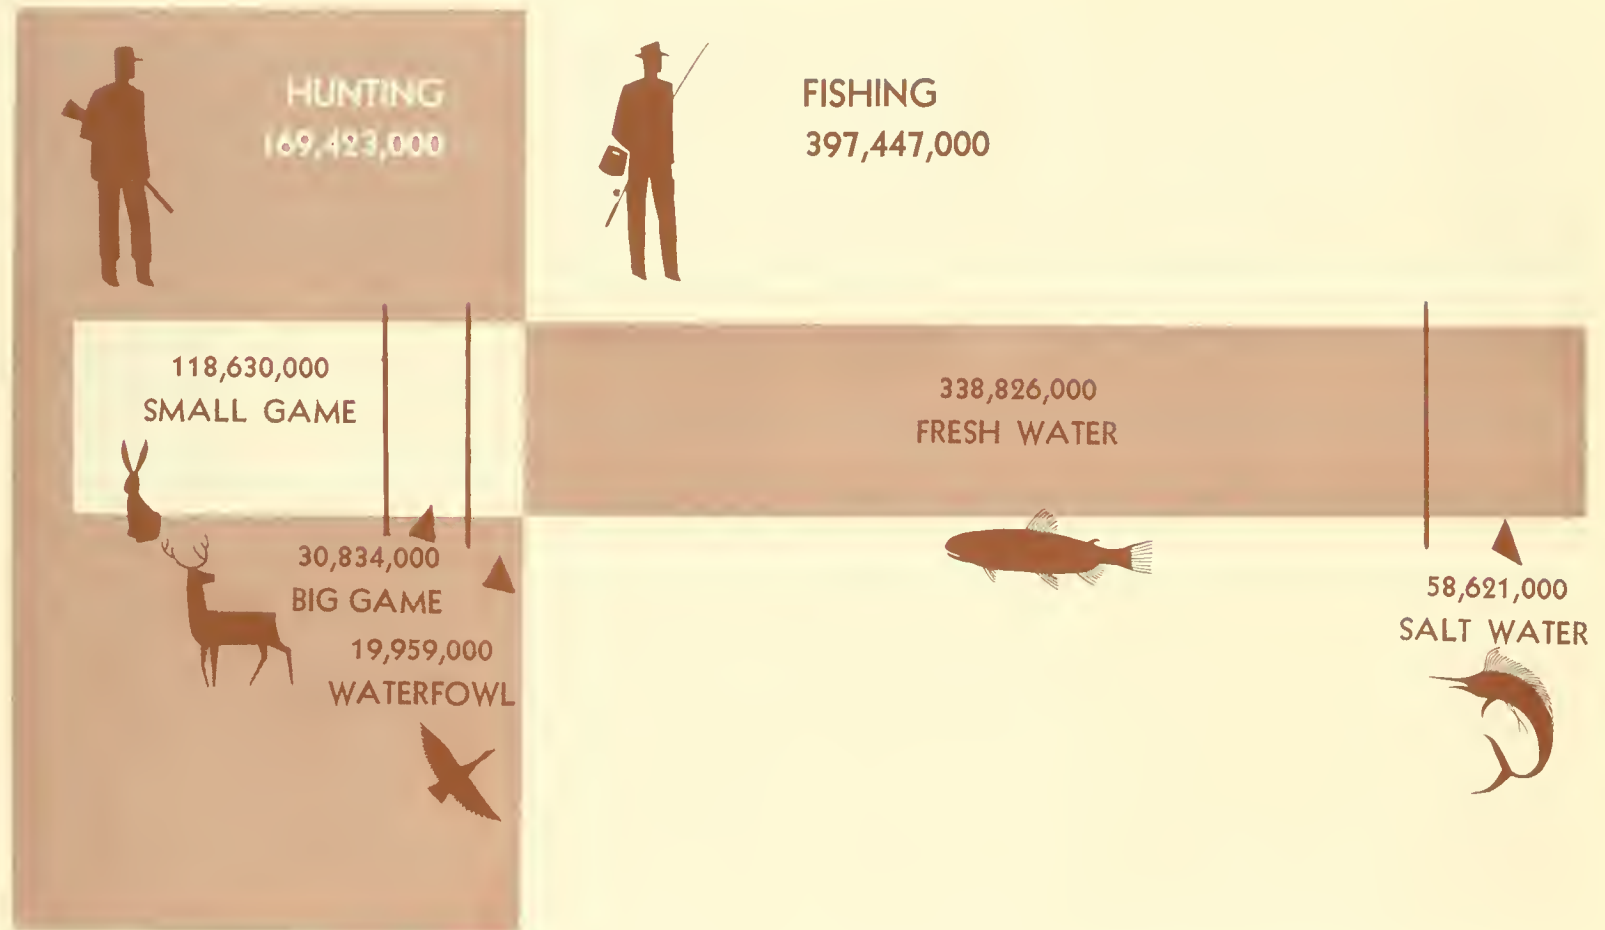 HUNTING
169,423,000
FISHING
397,447,000
118,630,000
SMALL GAME
338,826,000
FRESH WATER
30,834,000
BIG GAME
19,959,000
WATERFOWL
58,621,000
SALT WATER